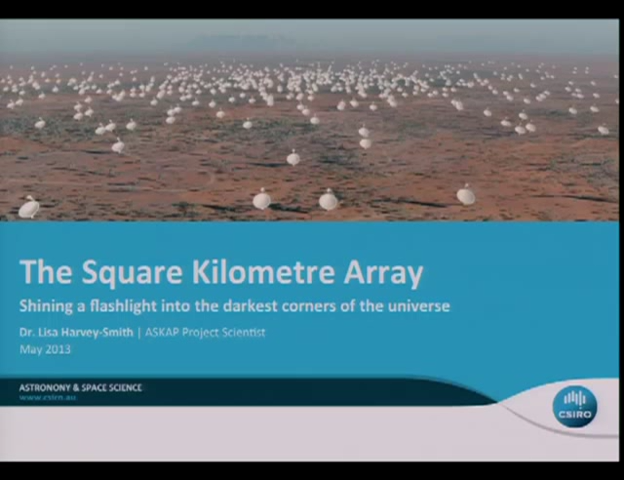 The Square Kilometre Array
Shining a flashlight into the darkest corners of the universe
Dr. Lisa Harvey-Smith | ASKAP Project Scientist
May 2013
ASTRONOMY & SPACE SCIENCE
www.csiro.au
CSIRO